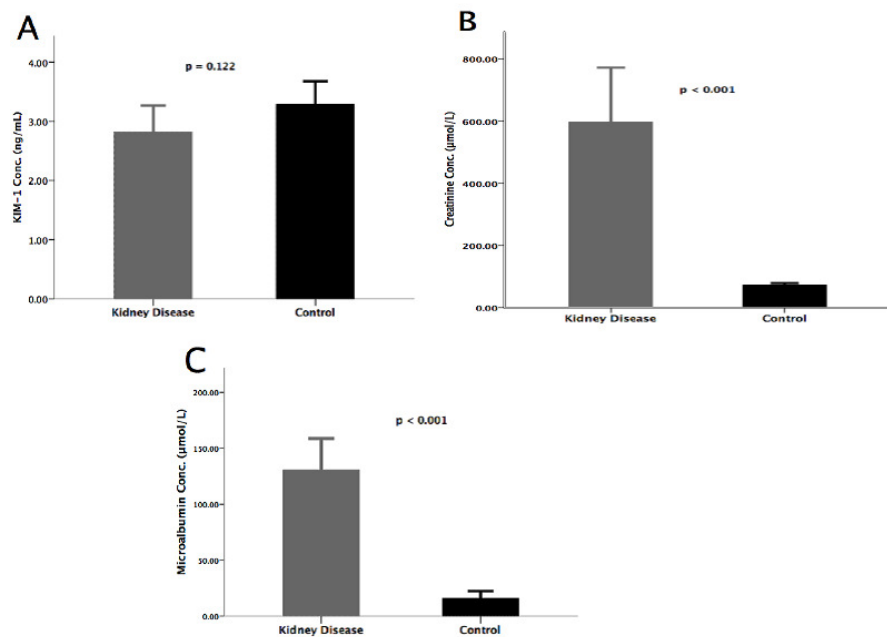 A
KIM-1 Conc. (ng/mL)
4.00
3.00
2.00
1.00
0.00
p = 0.122
Kidney Disease
Control
B
Creatinine Conc. (µmol/L)
800.00
600.00
400.00
200.00
0.00
p < 0.001
Kidney Disease
Control
C
Microalbumin Conc. (µmol/L)
200.00
150.00
100.00
50.00
0.00
p < 0.001
Kidney Disease
Control